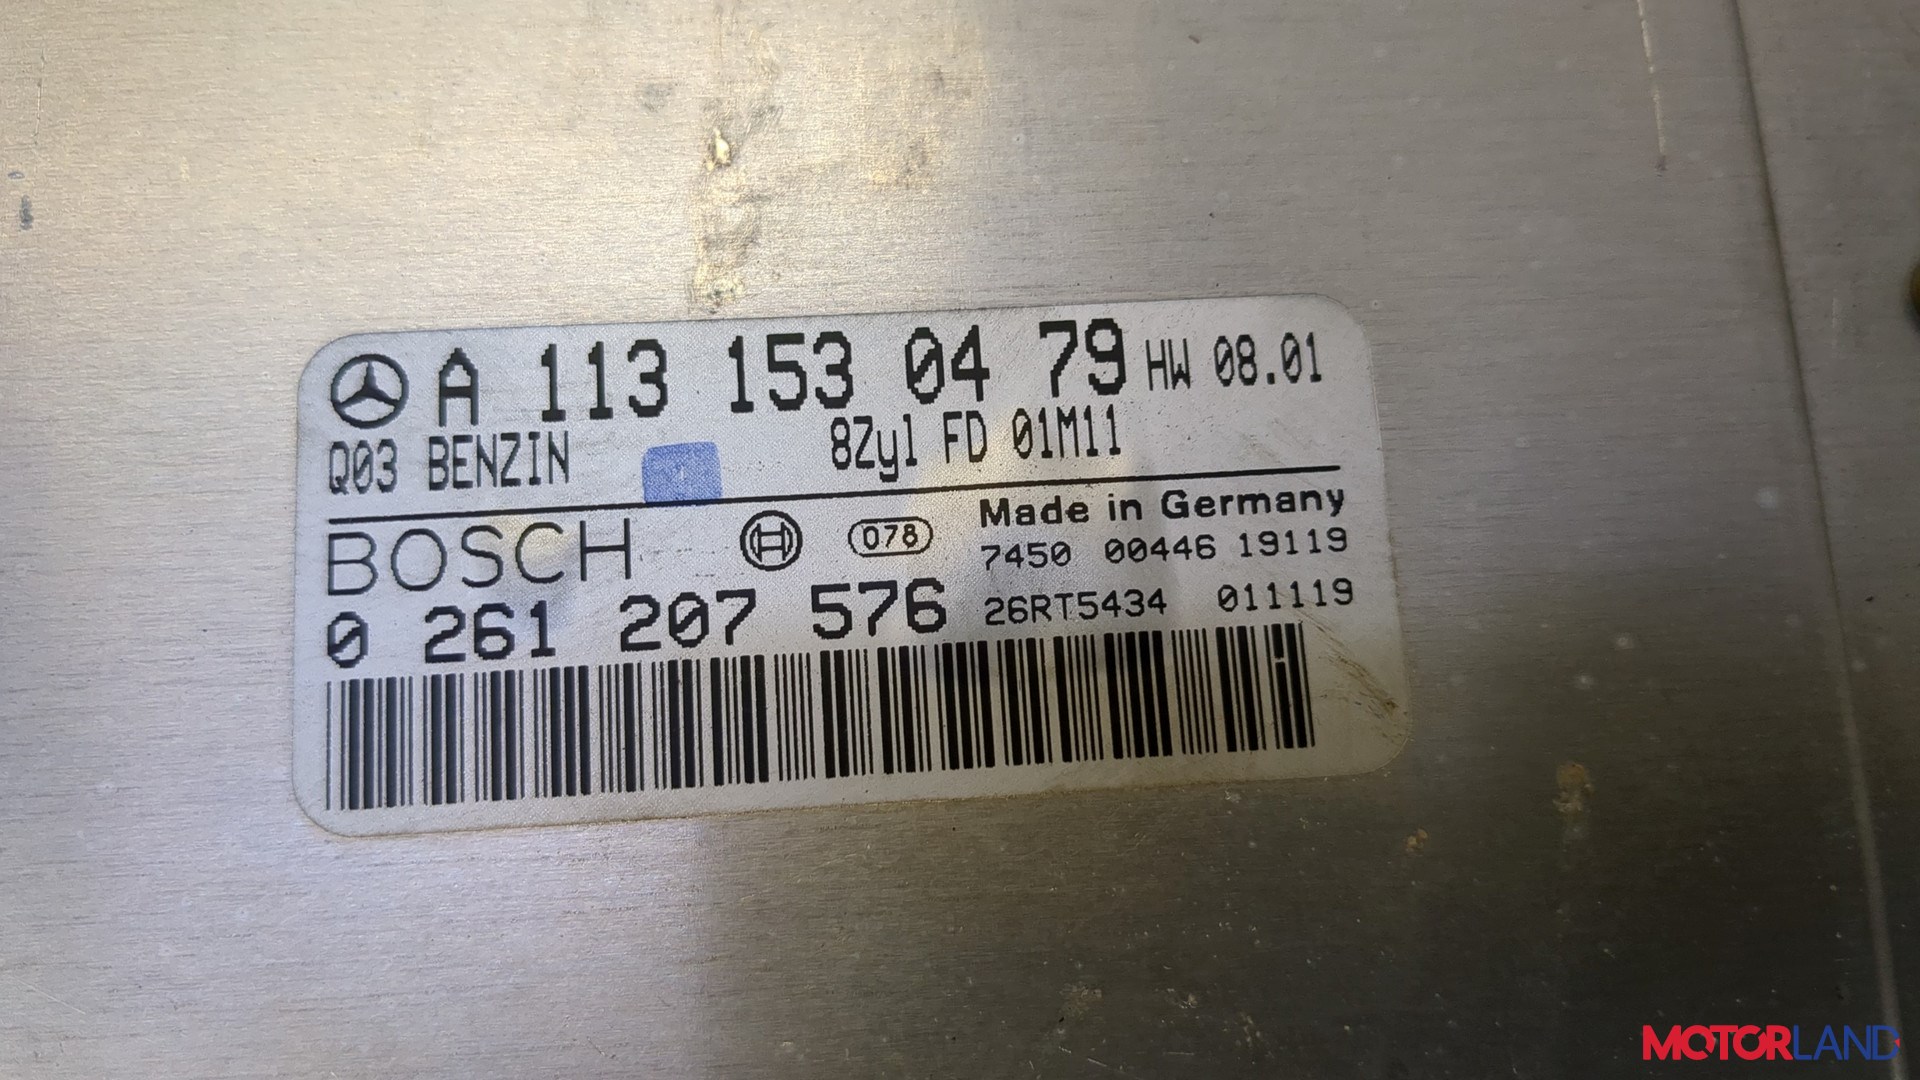 A 113 153 04 79 HW 08.01
Q03 BENZIN 8Zyl FD 01M11
BOSCH 078 Made in Germany
7450 00446 19119
0 261 207 576 26RT5434 011119
MOTORLAND